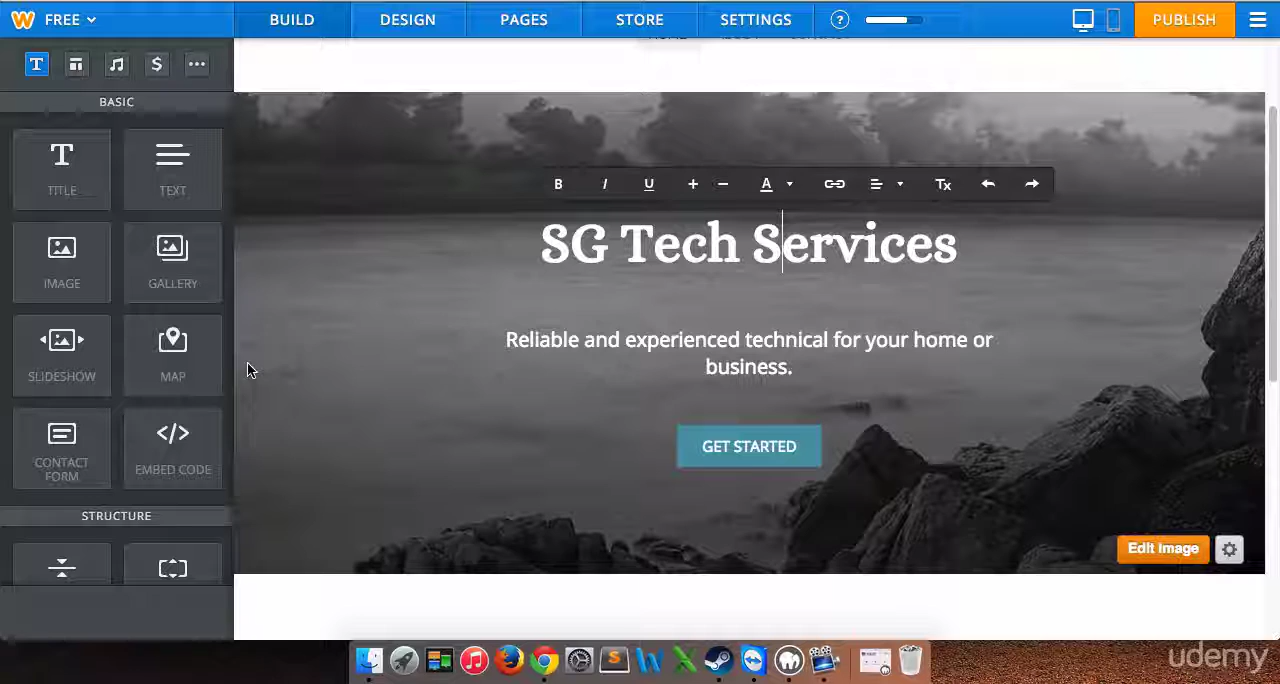 FREE
BUILD
DESIGN
PAGES
STORE
SETTINGS
?
PUBLISH
T
$
BASIC
TITLE
TEXT
IMAGE
GALLERY
SLIDESHOW
MAP
CONTACT
FORM
EMBED CODE
STRUCTURE
B I U + − A Tx
SG Tech Services
Reliable and experienced technical for your home or
business.
GET STARTED
Edit Image
udemy